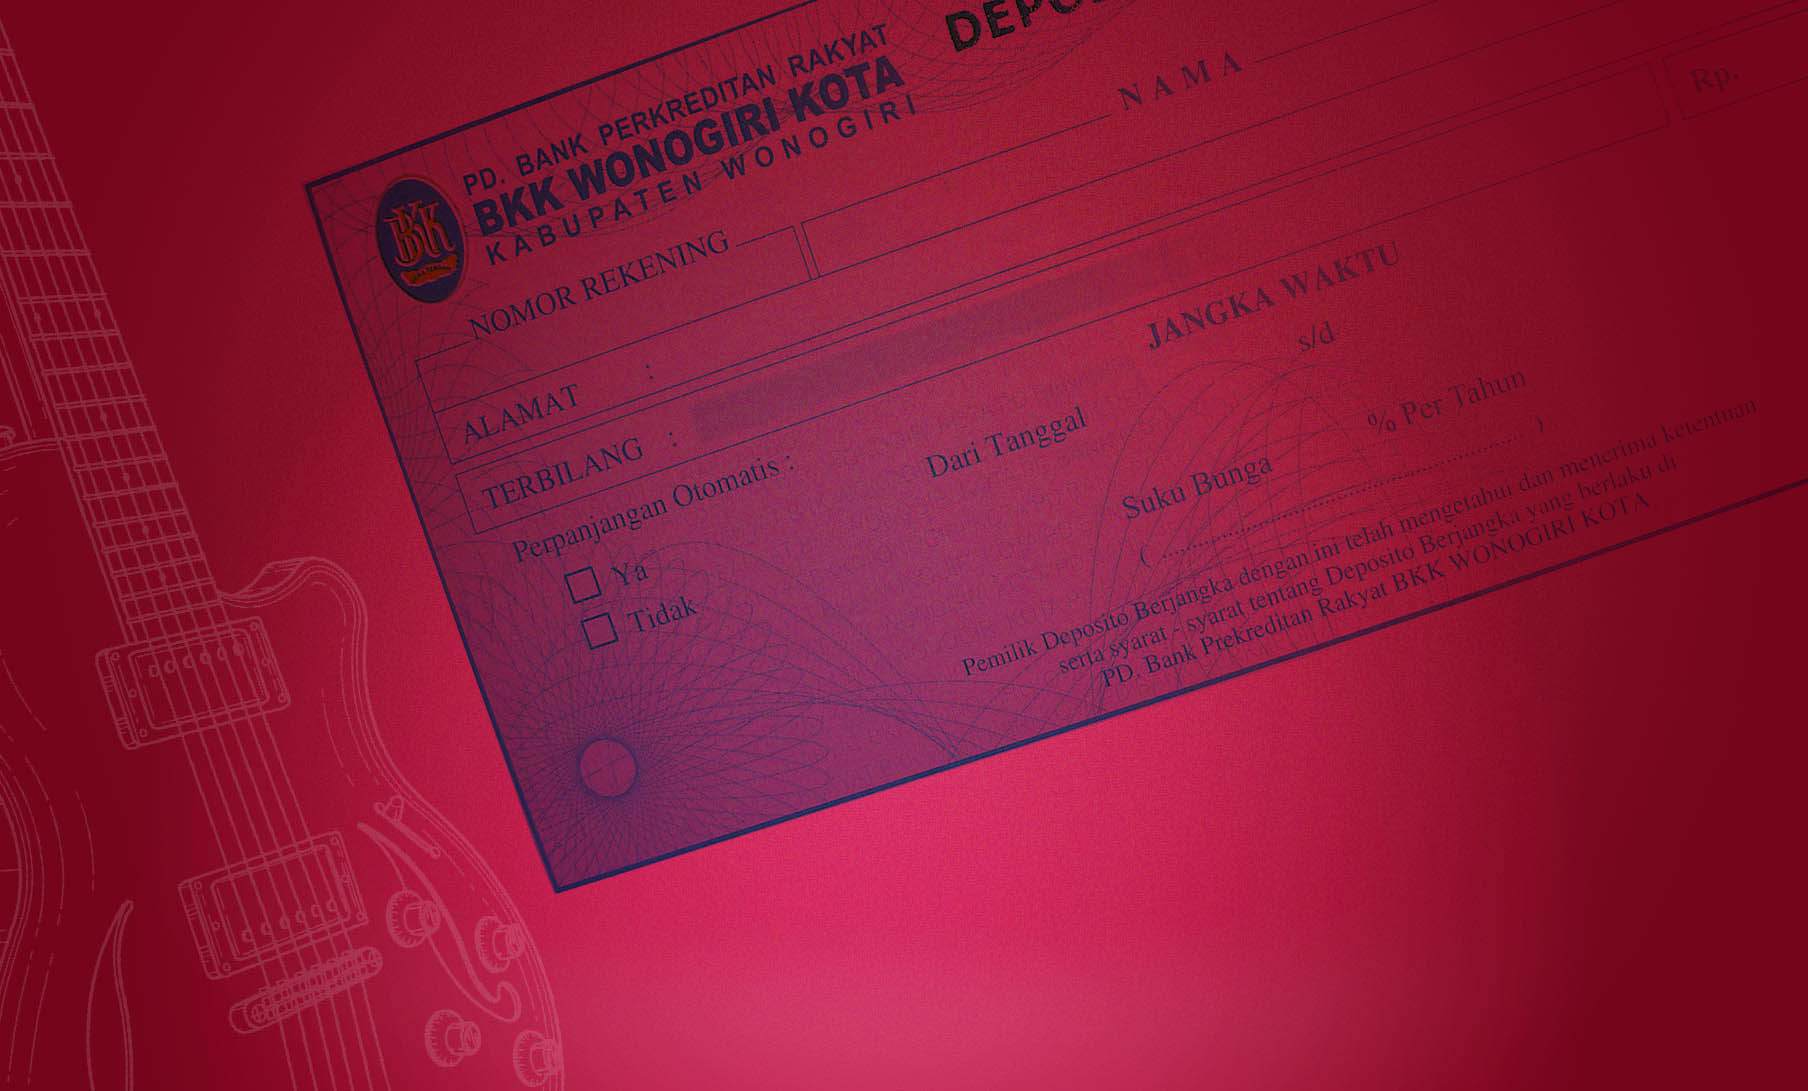 DEPO
PD. BANK PERKREDITAN RAKYAT
BKK WONOGIRI KOTA
KABUPATEN WONOGIRI
BKK
NOMOR REKENING
NAMA
Rp.
ALAMAT :
TERBILANG :
JANGKA WAKTU
Perpanjangan Otomatis :
Dari Tanggal
s/d
Ya
Tidak
Suku Bunga
% Per Tahun
( ........................................ )
Pemilik Deposito Berjangka dengan ini telah mengetahui dan menerima ketentuan
serta syarat - syarat tentang Deposito Berjangka yang berlaku di
PD. Bank Prekreditan Rakyat BKK WONOGIRI KOTA